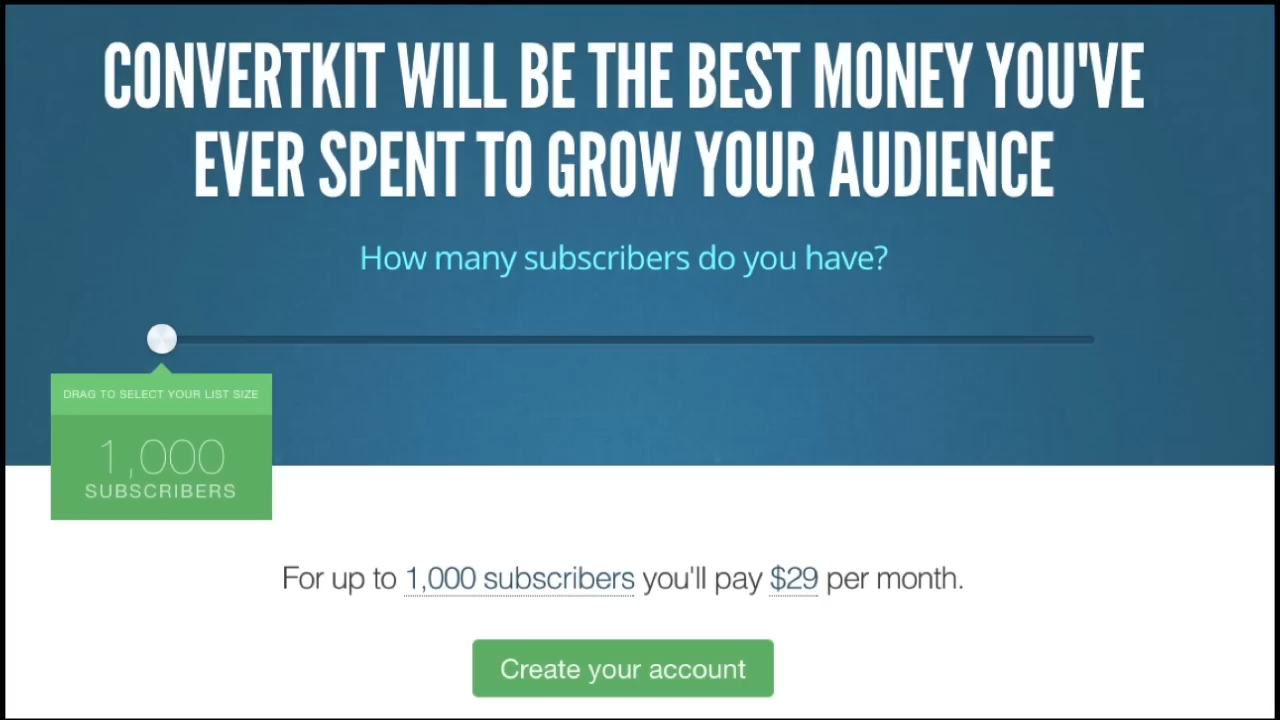 CONVERTKIT WILL BE THE BEST MONEY YOU'VE
EVER SPENT TO GROW YOUR AUDIENCE
How many subscribers do you have?
DRAG TO SELECT YOUR LIST SIZE
1,000
SUBSCRIBERS
For up to 1,000 subscribers you'll pay $29 per month.
Create your account